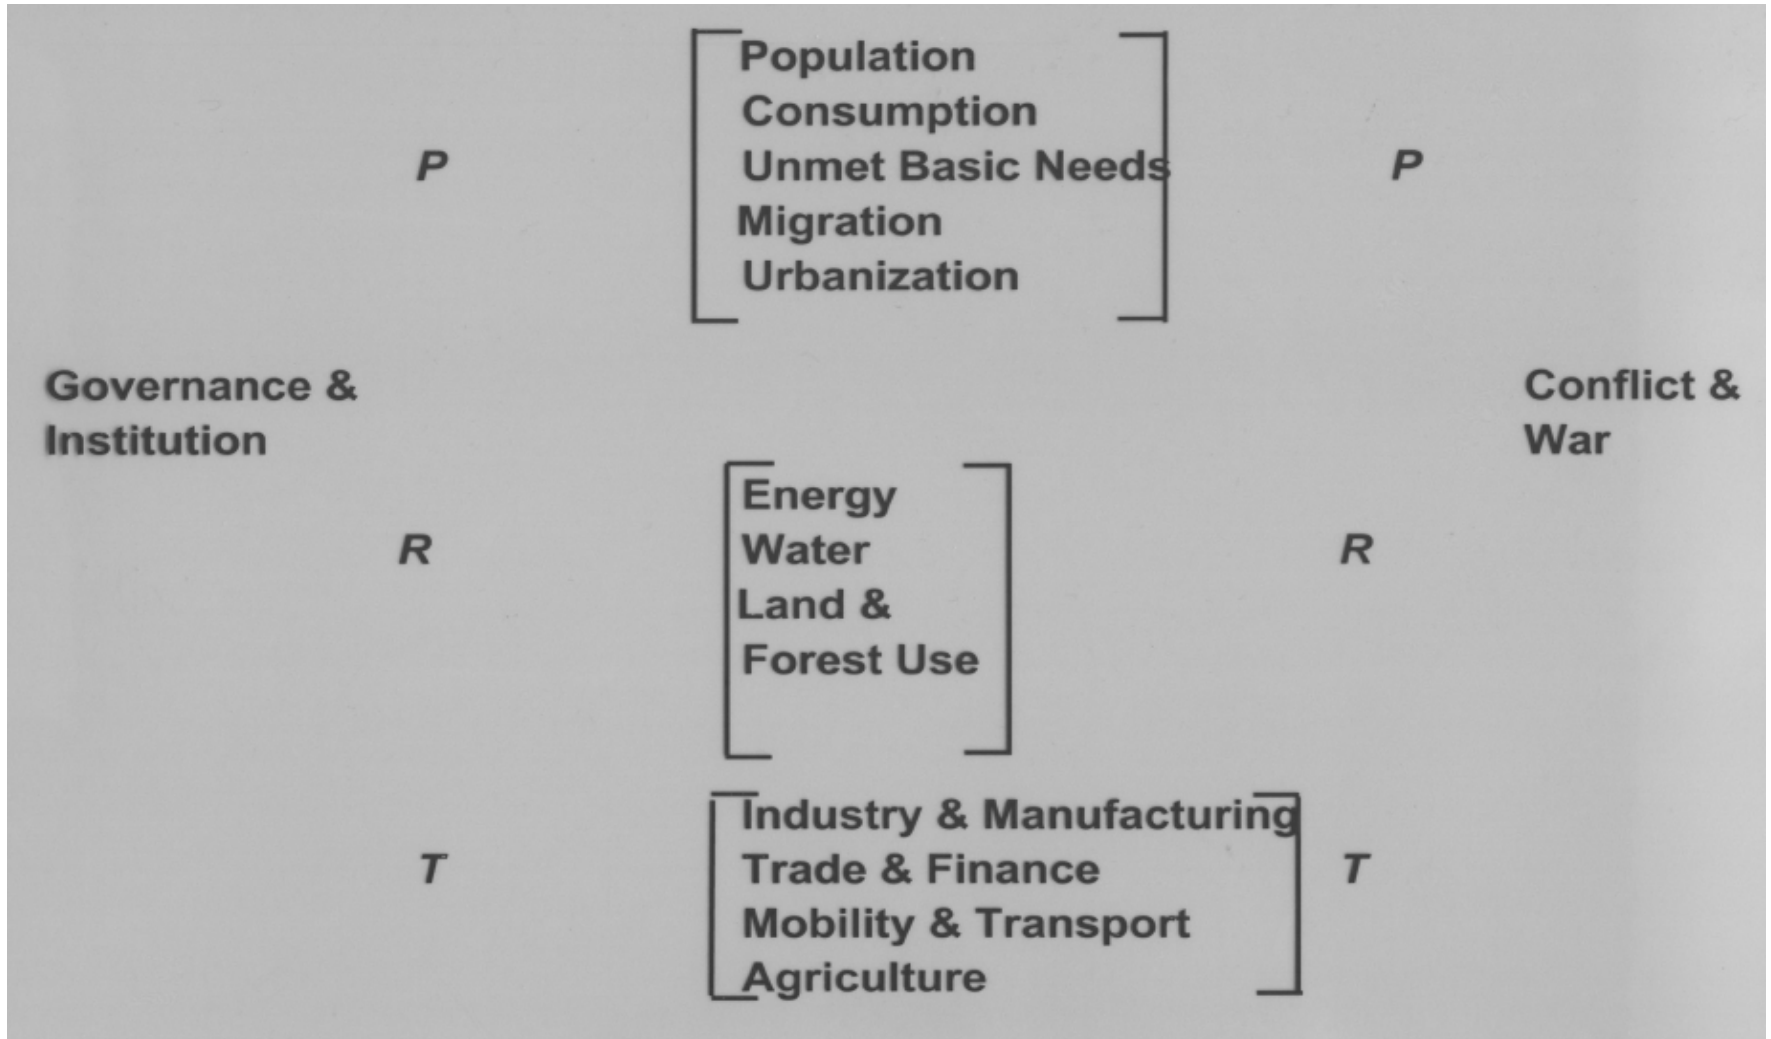 Population
Consumption
P
Unmet Basic Needs
P
Migration
Urbanization
Governance &
Institution
Conflict &
War
Energy
R
Water
R
Land &
Forest Use
Industry & Manufacturing
T
Trade & Finance
T
Mobility & Transport
Agriculture